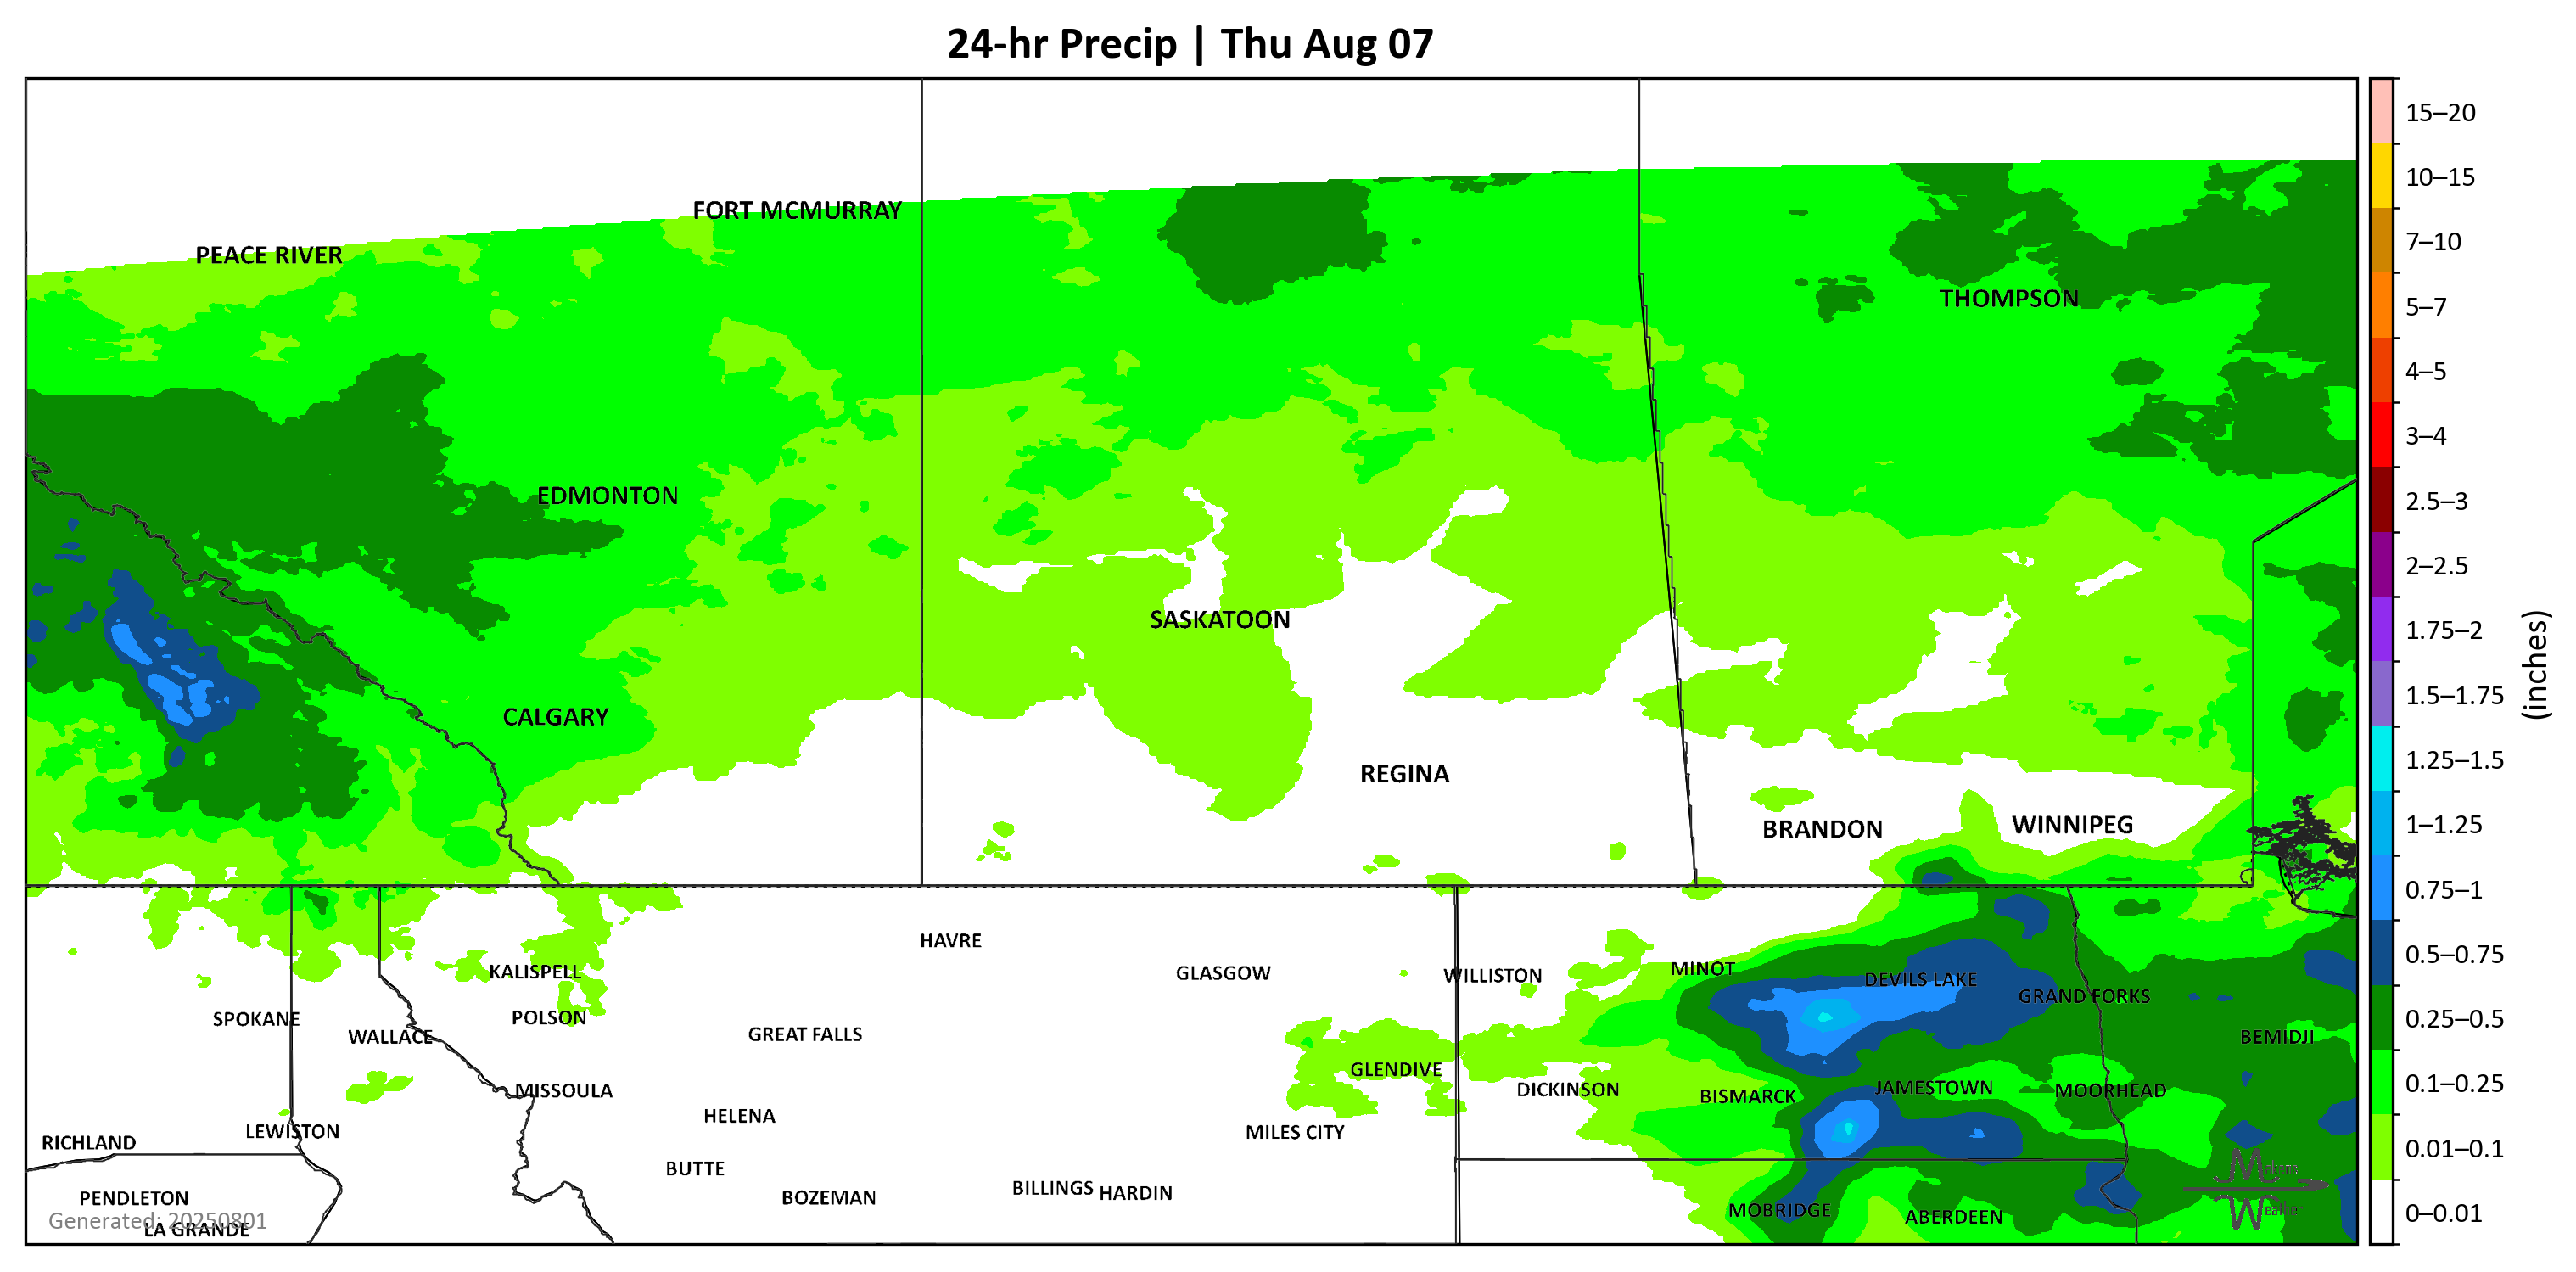 24-hr Precip | Thu Aug 07
15–20
10–15
7–10
5–7
4–5
3–4
2.5–3
2–2.5
1.75–2
1.5–1.75
1.25–1.5
1–1.25
0.75–1
0.5–0.75
0.25–0.5
0.1–0.25
0.01–0.1
0–0.01
(inches)
FORT MCMURRAY
PEACE RIVER
THOMPSON
EDMONTON
SASKATOON
CALGARY
REGINA
WINNIPEG
BRANDON
HAVRE
MINOT
KALISPELL
GLASGOW
WILLISTON
DEVILS LAKE
GRAND FORKS
SPOKANE
POLSON
WALLACE
GREAT FALLS
BEMIDJI
GLENDIVE
MISSOULA
DICKINSON
BISMARCK
JAMESTOWN
MOORHEAD
HELENA
LEWISTON
MILES CITY
RICHLAND
BUTTE
BILLINGS
HARDIN
PENDLETON
BOZEMAN
MOBRIDGE
ABERDEEN
Generated: 20250801
LA GRANDE
Weather